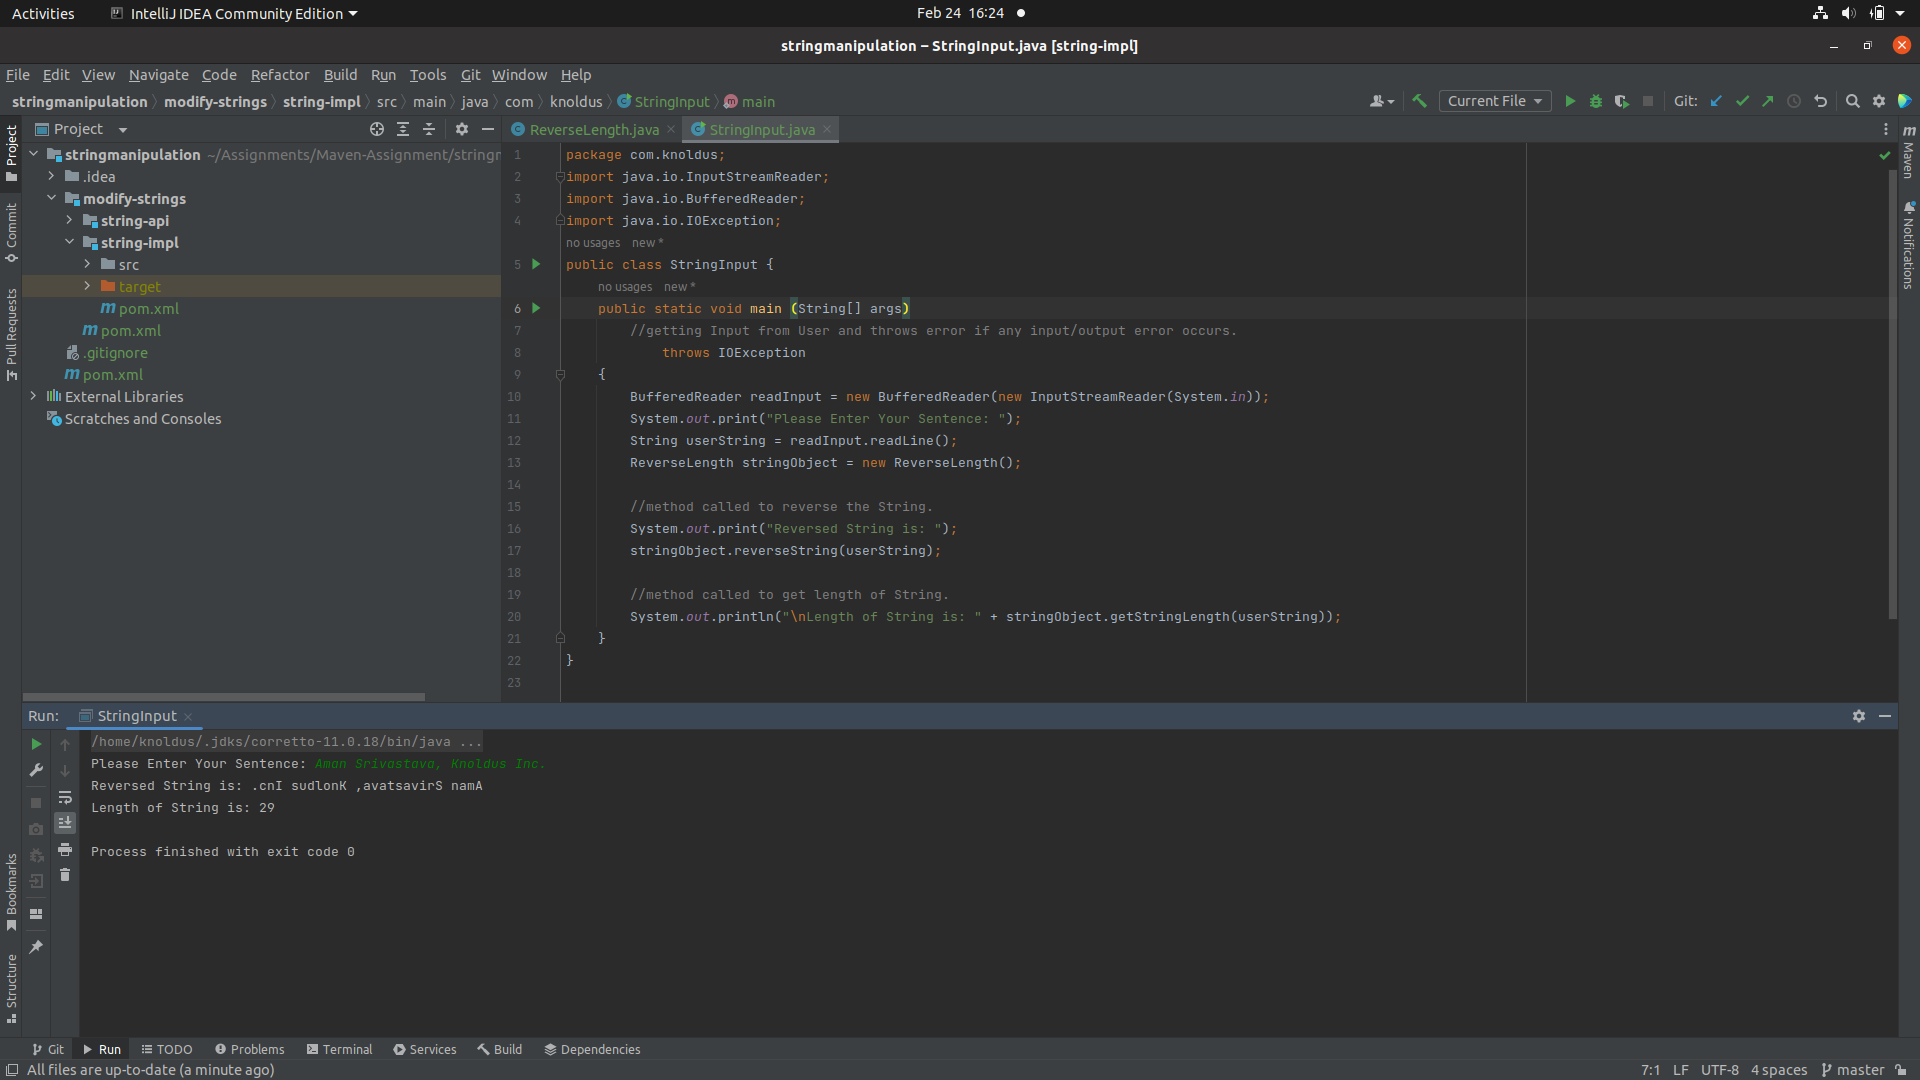 Activities IntelliJ IDEA Community Edition Feb 24 16:24
stringmanipulation – StringInput.java [string-impl]
File Edit View Navigate Code Refactor Build Run Tools Git Window Help
stringmanipulation modify-strings string-impl src main java com knoldus StringInput main Current File Git:
Project
ReverseLength.java StringInput.java
stringmanipulation ~/Assignments/Maven-Assignment/stringm
.idea
modify-strings
string-api
string-impl
src
target
pom.xml
pom.xml
.gitignore
pom.xml
External Libraries
Scratches and Consoles
Project
Commit
Pull Requests
Bookmarks
Structure
1 package com.knoldus;
2 import java.io.InputStreamReader;
3 import java.io.BufferedReader;
4 import java.io.IOException;
no usages new *
5 public class StringInput {
no usages new *
6 public static void main (String[] args)
7 //getting Input from User and throws error if any input/output error occurs.
8 throws IOException
9 {
10 BufferedReader readInput = new BufferedReader(new InputStreamReader(System.in));
11 System.out.print("Please Enter Your Sentence: ");
12 String userString = readInput.readLine();
13 ReverseLength stringObject = new ReverseLength();
14
15 //method called to reverse the String.
16 System.out.print("Reversed String is: ");
17 stringObject.reverseString(userString);
18
19 //method called to get length of String.
20 System.out.println("\nLength of String is: " + stringObject.getStringLength(userString));
21 }
22 }
23
Maven
Notifications
Run: StringInput
/home/knoldus/.jdks/corretto-11.0.18/bin/java ...
Please Enter Your Sentence: Aman Srivastava, Knoldus Inc.
Reversed String is: .cnI sudlonK ,avatsavirS namA
Length of String is: 29
Process finished with exit code 0
Git Run TODO Problems Terminal Services Build Dependencies
All files are up-to-date (a minute ago) 7:1 LF UTF-8 4 spaces master